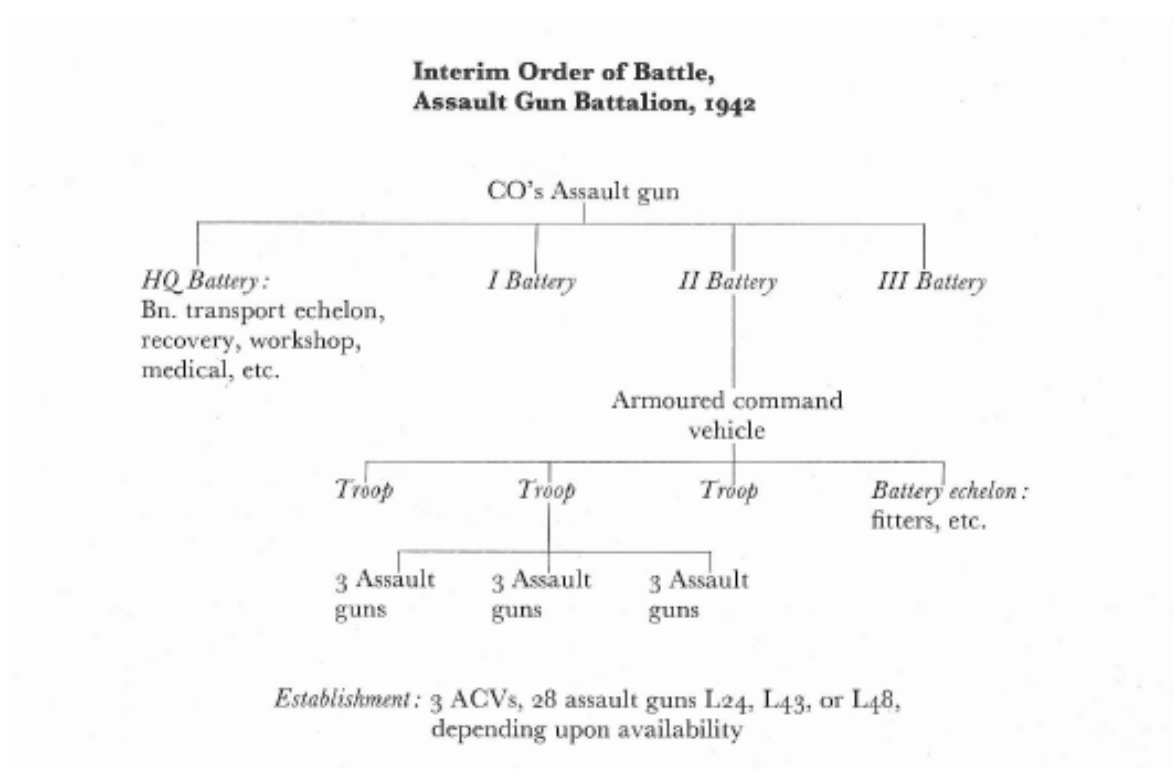 Interim Order of Battle,
Assault Gun Battalion, 1942
CO's Assault gun
HQ Battery:
Bn. transport echelon,
recovery, workshop,
medical, etc.
I Battery
II Battery
III Battery
Armoured command
vehicle
Troop
Troop
Troop
Battery echelon:
fitters, etc.
3 Assault
guns
3 Assault
guns
3 Assault
guns
Establishment: 3 ACVs, 28 assault guns L24, L43, or L48,
depending upon availability